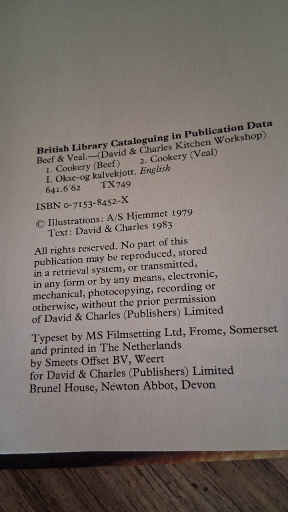 British Library Cataloguing in Publication Data
Beef & Veal.—(David & Charles Kitchen Workshop)
1. Cookery (Beef) 2. Cookery (Veal)
I. Okse-og kalvekjott. English
641.6'62 TX749
ISBN 0-7153-8452-X
© Illustrations: A/S Hjemmet 1979
Text: David & Charles 1983
All rights reserved. No part of this
publication may be reproduced, stored
in a retrieval system, or transmitted,
in any form or by any means, electronic,
mechanical, photocopying, recording or
otherwise, without the prior permission
of David & Charles (Publishers) Limited
Typeset by MS Filmsetting Ltd, Frome, Somerset
and printed in The Netherlands
by Smeets Offset BV, Weert
for David & Charles (Publishers) Limited
Brunel House, Newton Abbot, Devon